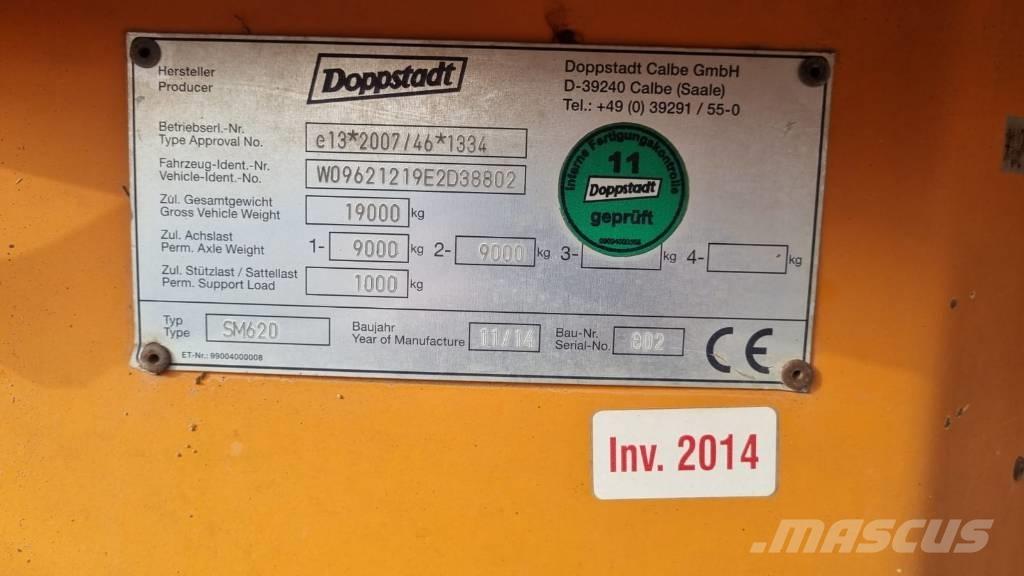 Hersteller
Producer
Doppstadt
Doppstadt Calbe GmbH
D-39240 Calbe (Saale)
Tel.: +49 (0) 39291 / 55-0
Betriebserl.-Nr.
Type Approval No.
e13*2007/46*1334
Fahrzeug-Ident.-Nr.
Vehicle-Ident.-No.
W09621219E2D38802
Zul. Gesamtgewicht
Gross Vehicle Weight
19000 kg
Zul. Achslast
Perm. Axle Weight
1- 9000 kg 2- 9000 kg 3- kg 4- kg
Zul. Stützlast / Sattellast
Perm. Support Load
1000 kg
Interne Fertigungskontrolle
11
Doppstadt
geprüft
Typ
Type
SM620
Baujahr
Year of Manufacture
11/14
Bau-Nr.
Serial-No.
802
CE
ET-Nr.: 99004000008
Inv. 2014
MASCUS